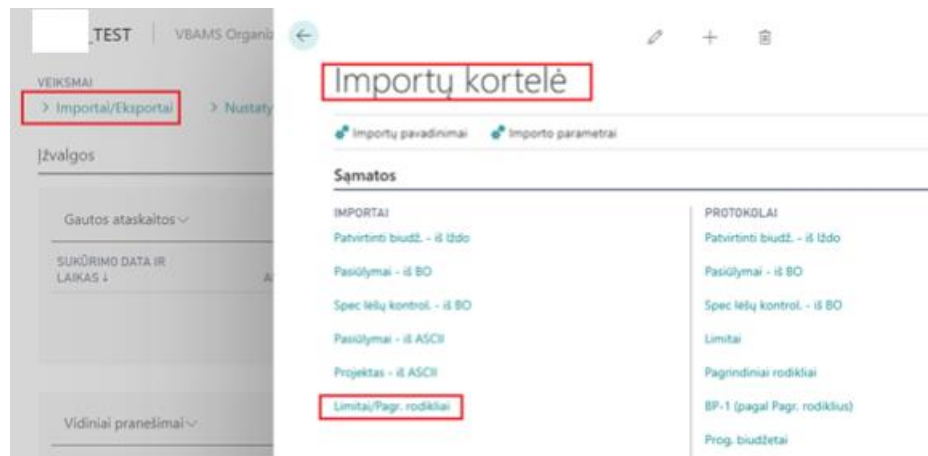 _TEST
VBAMS Organiz
VEIKSMAI
> Importai/Eksportai
> Nustaty
Įžvalgos
Gautos ataskaitos
SUKŪRIMO DATA IR
LAIKAS ↓
A
Vidiniai pranešimai
Importų kortelė
Importų pavadinimai
Importo parametrai
Sąmatos
IMPORTAI
Patvirtinti biudž. - iš Iždo
Pasiūlymai - iš BO
Spec lėšų kontrol. - iš BO
Pasiūlymai - iš ASCII
Projektas - iš ASCII
Limitai/Pagr. rodikliai
PROTOKOLAI
Patvirtinti biudž. - iš Iždo
Pasiūlymai - iš BO
Spec lėšų kontrol. - iš BO
Limitai
Pagrindiniai rodikliai
BP-1 (pagal Pagr. rodiklius)
Prog. biudžetai